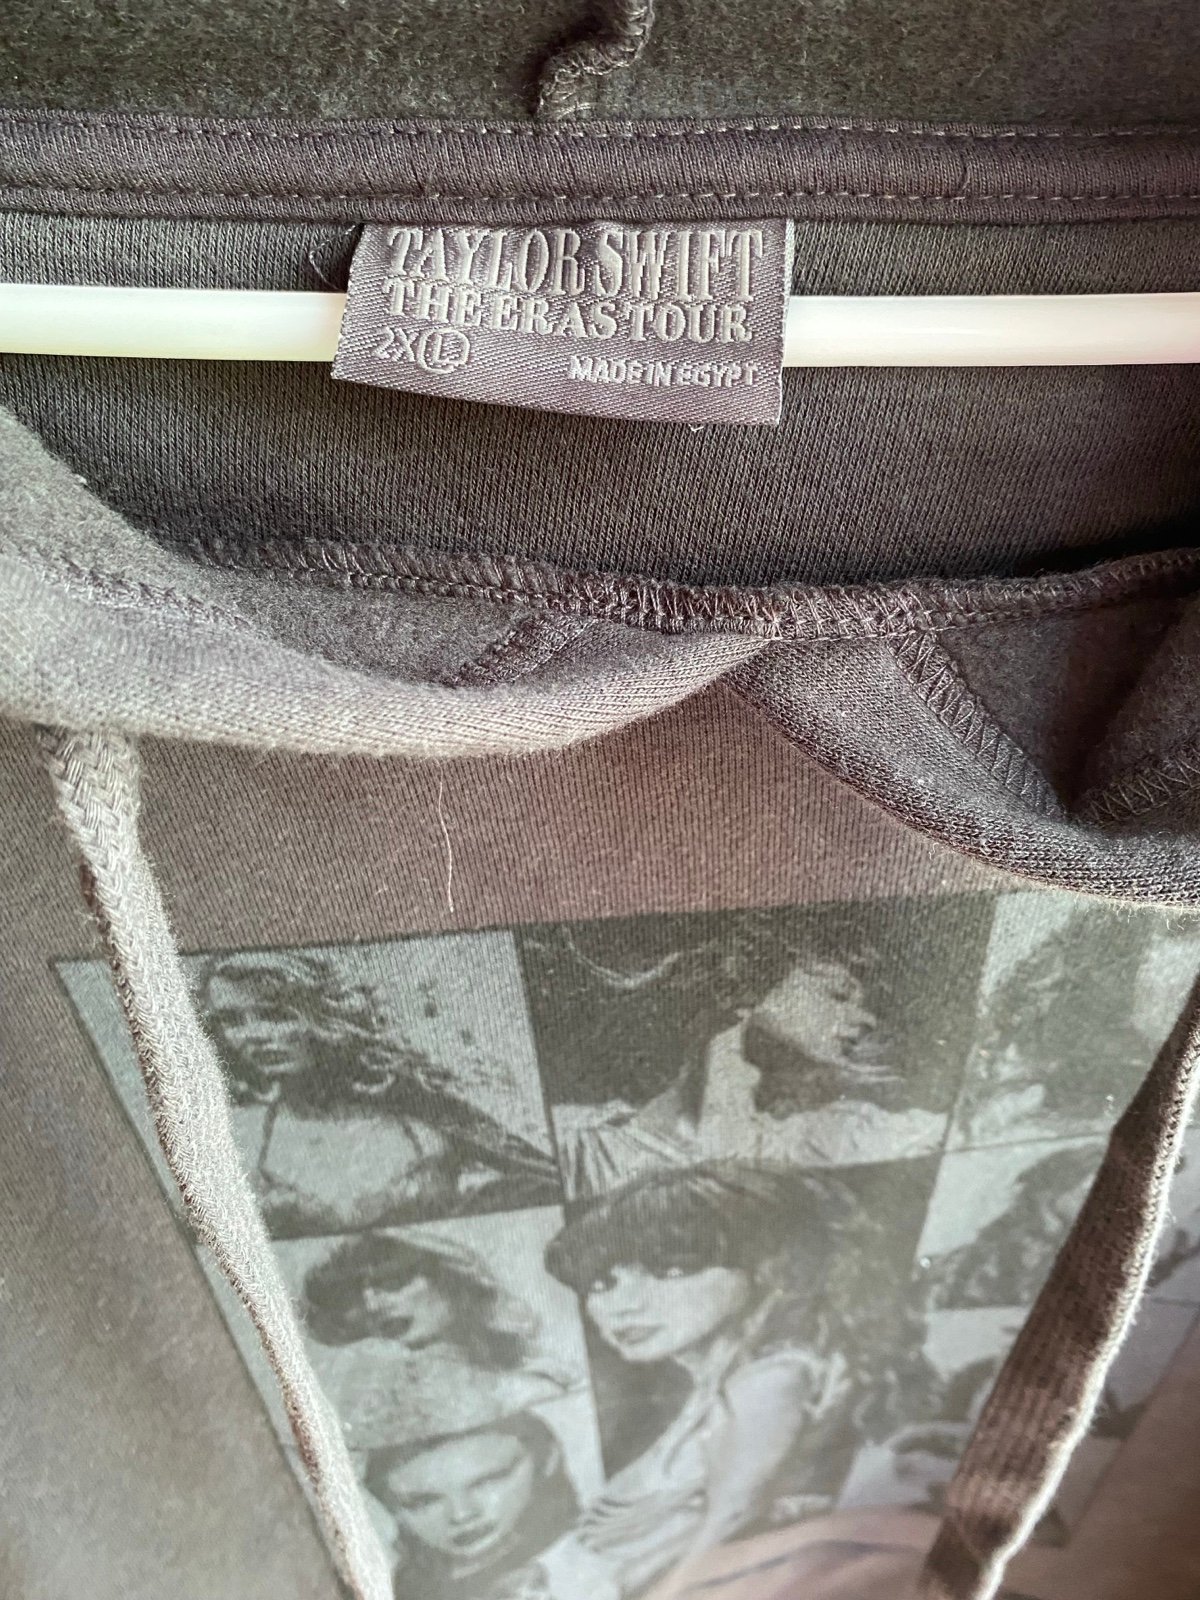 TAYLOR SWIFT
THE ERAS TOUR
2X(L)
MADE IN EGYPT